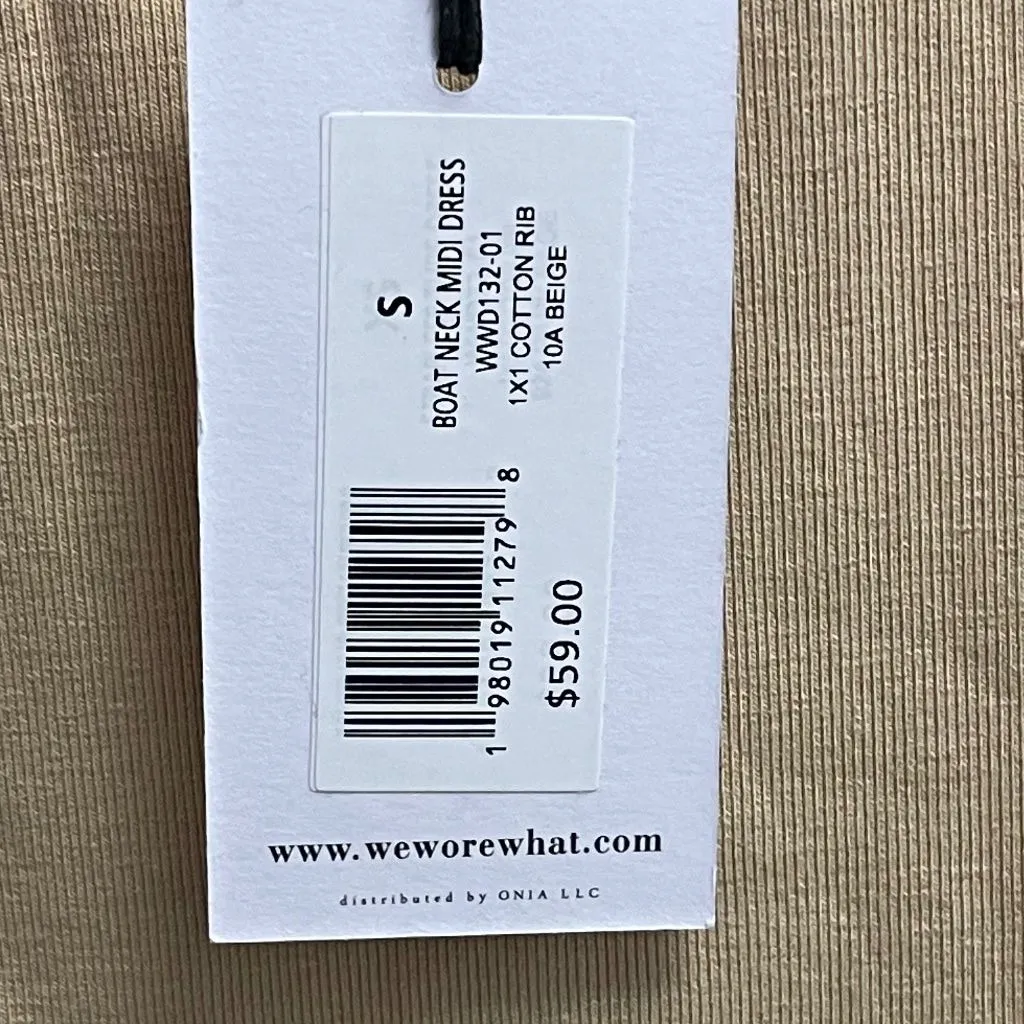 S
BOAT NECK MIDI DRESS
WWD132-01
1X1 COTTON RIB
10A BEIGE
1 98019 11279 8
$59.00
www.weworewhat.com
distributed by ONIA LLC